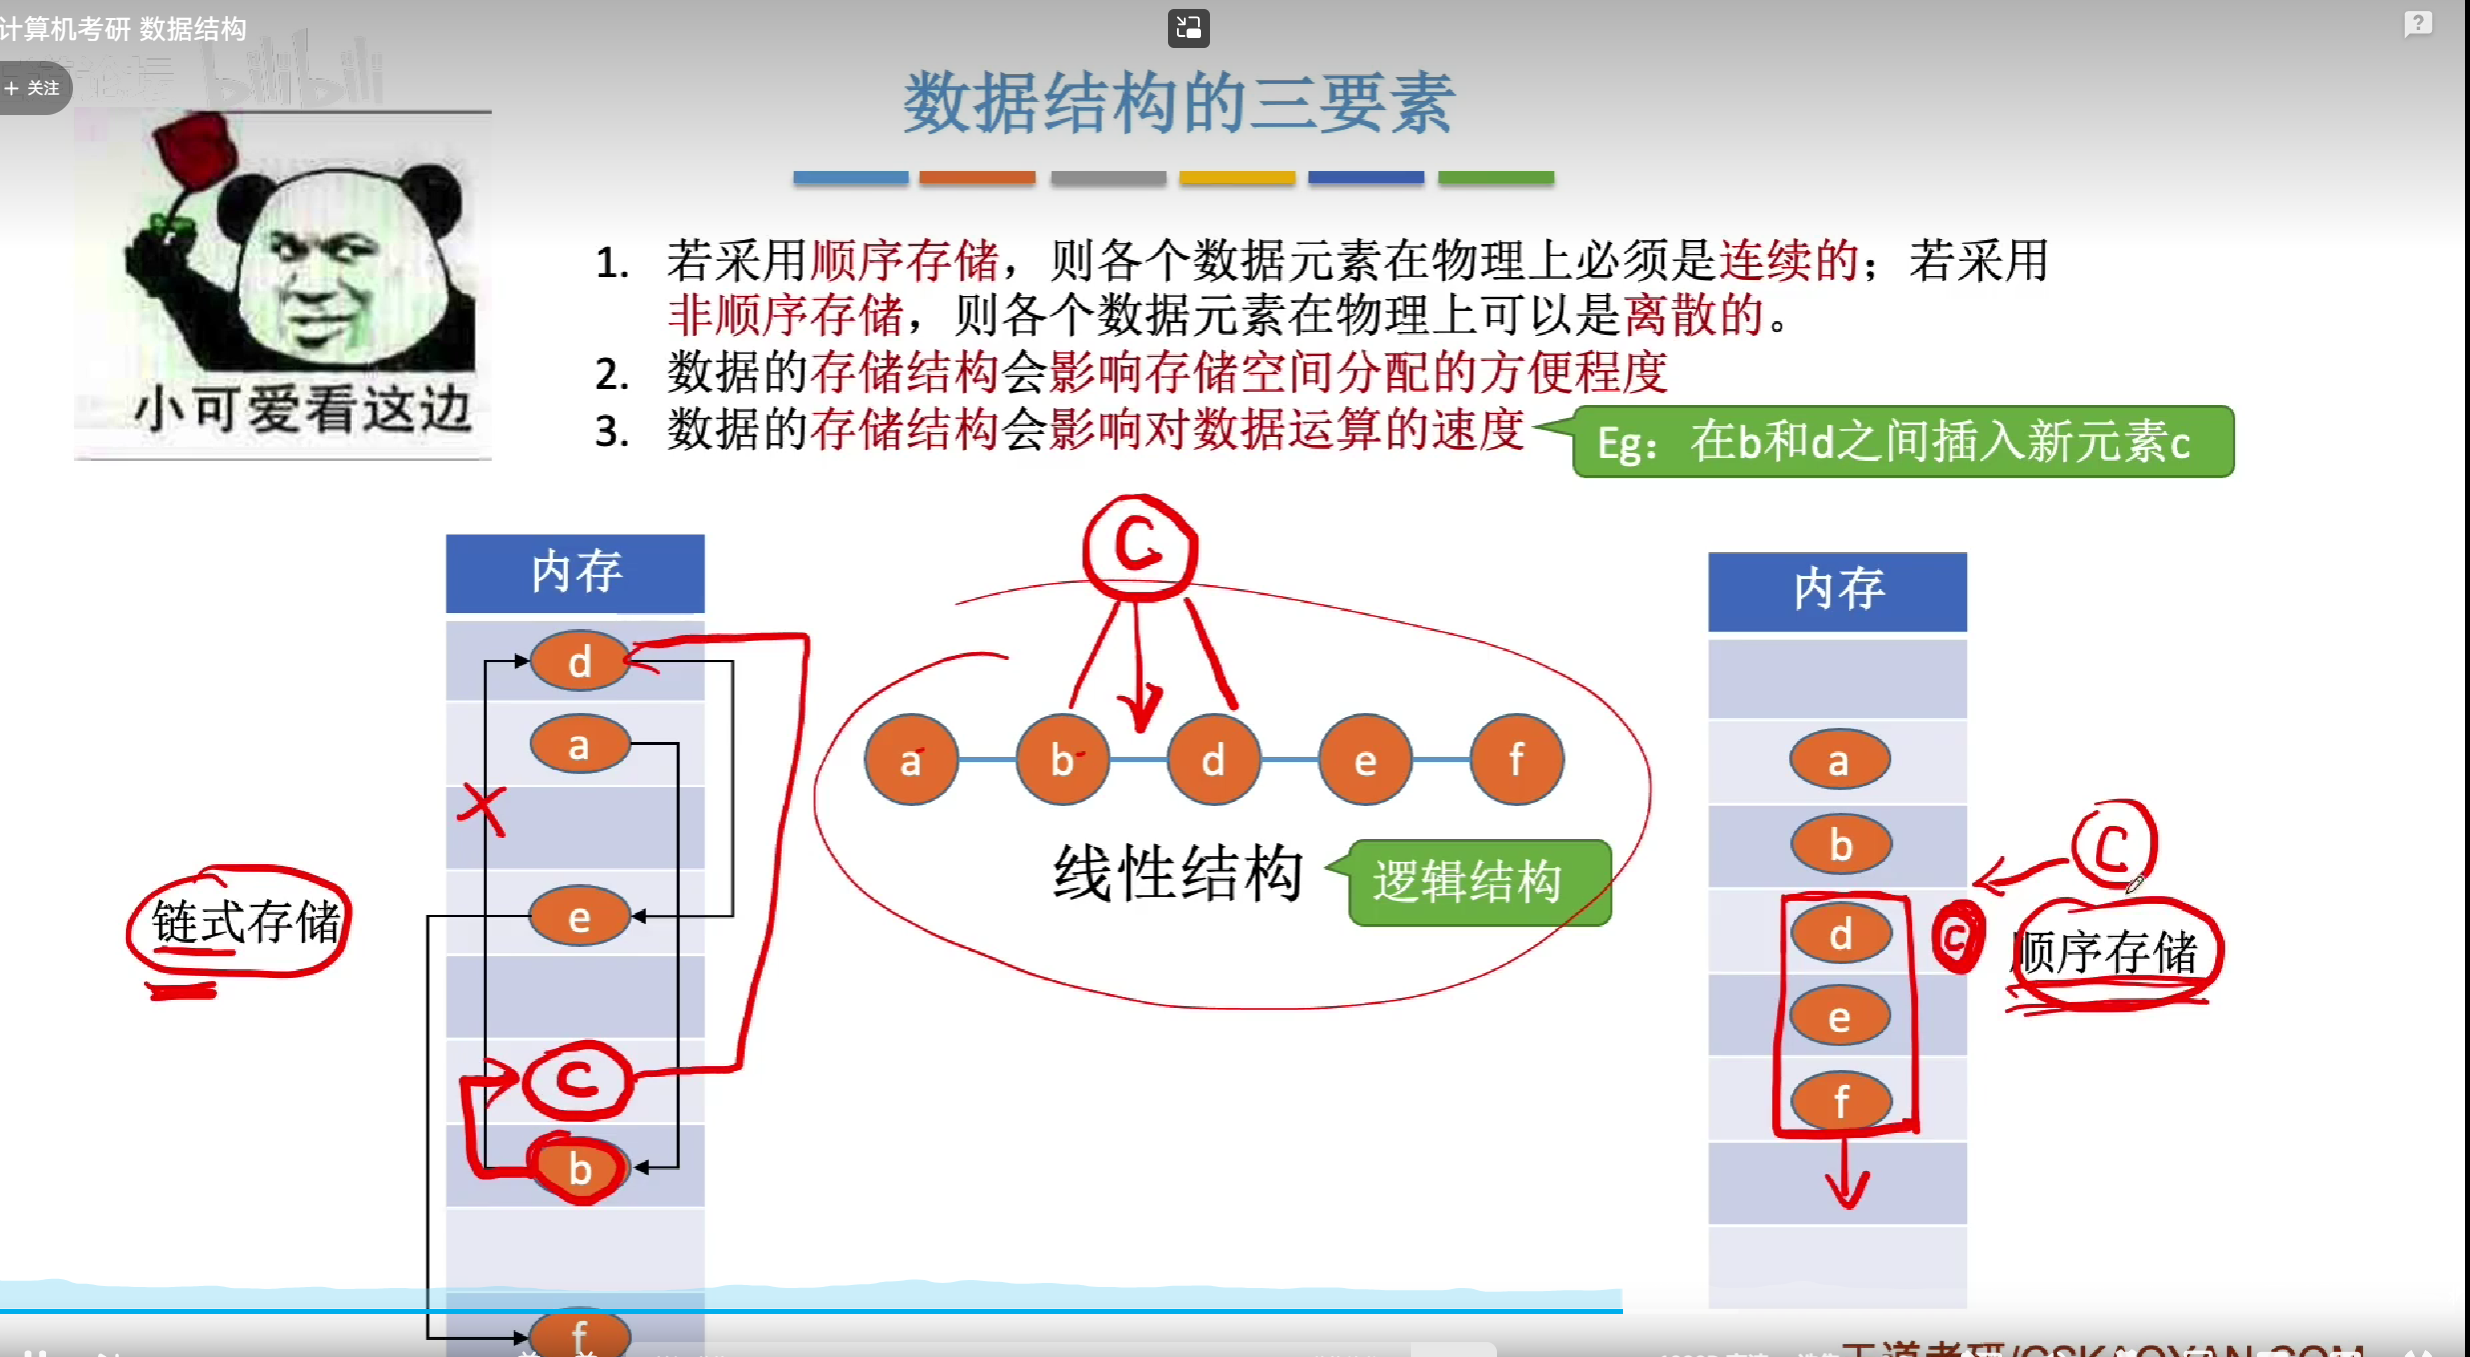 计算机考研 数据结构
bilibili
+ 关注
数据结构的三要素
小可爱看这边
1. 若采用顺序存储，则各个数据元素在物理上必须是连续的；若采用
非顺序存储，则各个数据元素在物理上可以是离散的。
2. 数据的存储结构会影响存储空间分配的方便程度
3. 数据的存储结构会影响对数据运算的速度
Eg：在b和d之间插入新元素c
内存
d
a
e
C
b
f
链式存储
C
a b d e f
线性结构
逻辑结构
内存
a
b
d
e
f
C
C
顺序存储
王道考研/CSKAOYAN.COM